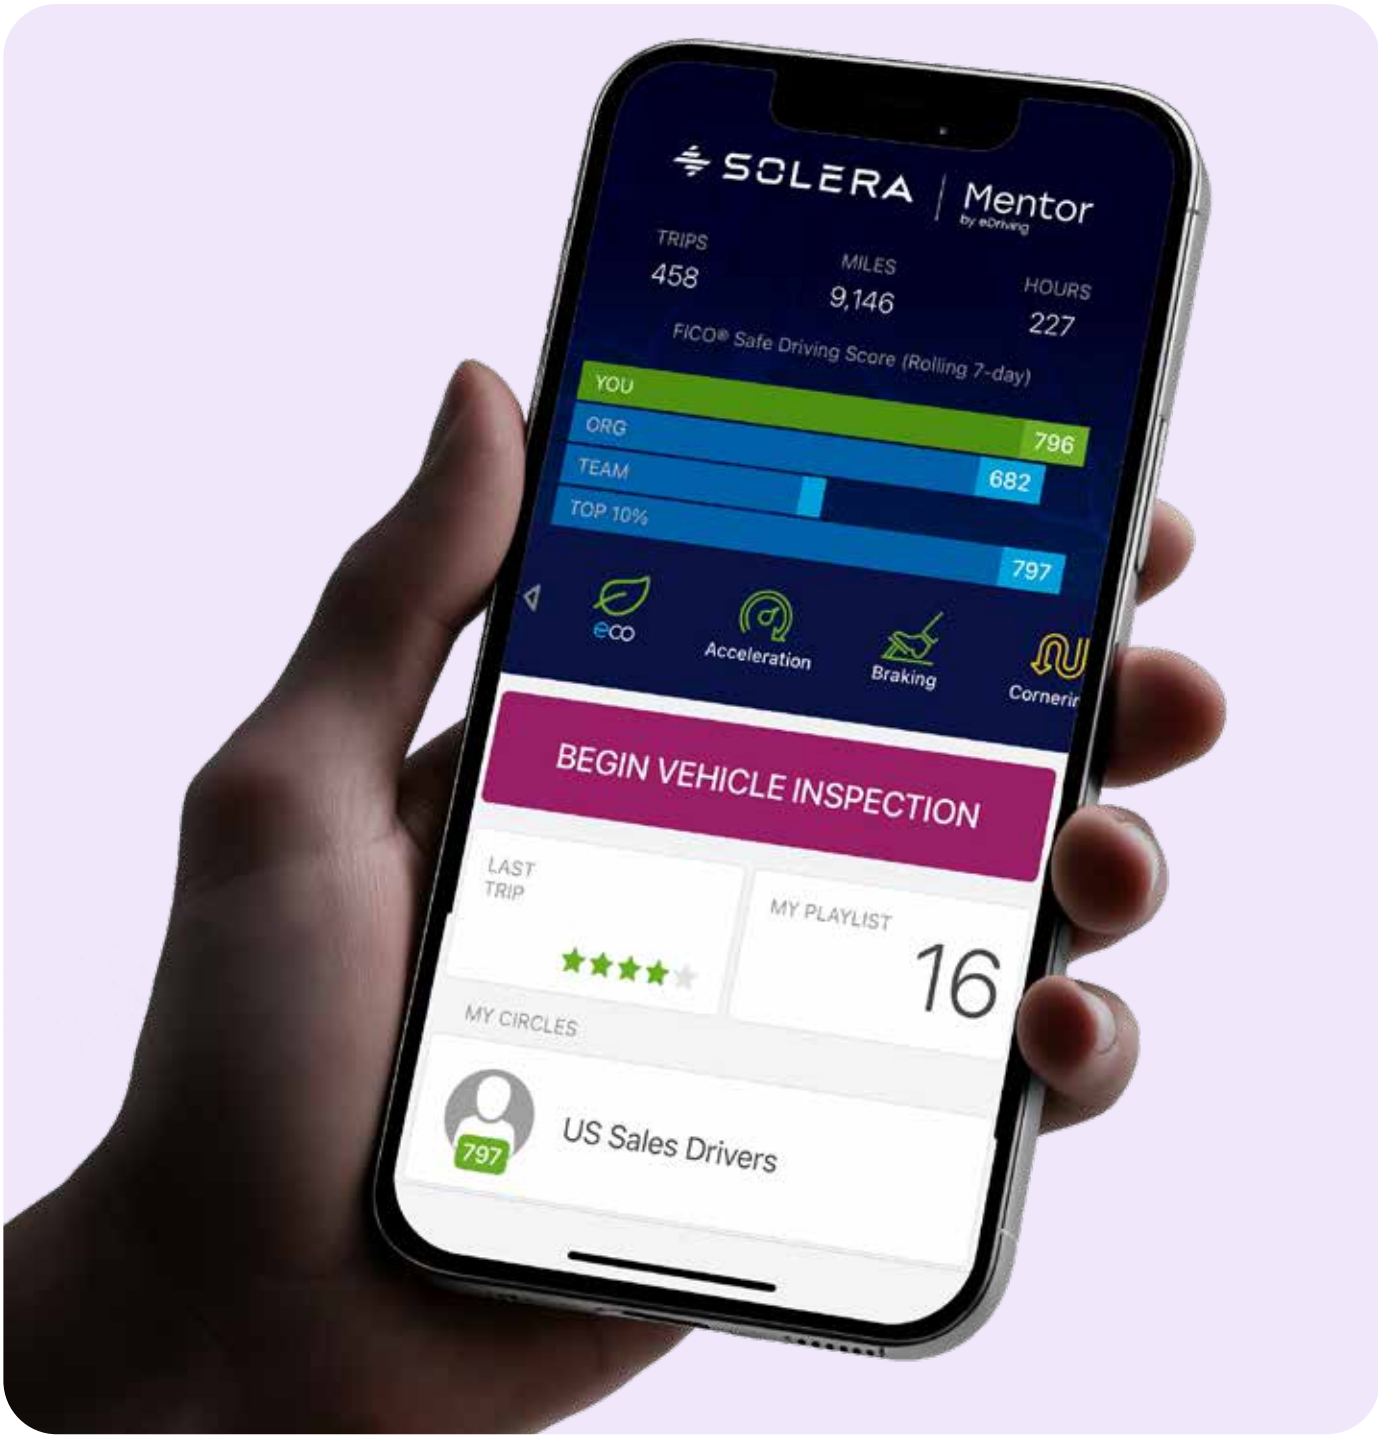 SOLERA
Mentor
by eDriving
TRIPS
458
MILES
9,146
HOURS
227
FICO® Safe Driving Score (Rolling 7-day)
YOU
796
ORG
682
TEAM
TOP 10%
797
eco
Acceleration
Braking
Cornerin
BEGIN VEHICLE INSPECTION
LAST
TRIP
MY PLAYLIST
16
MY CIRCLES
797
US Sales Drivers